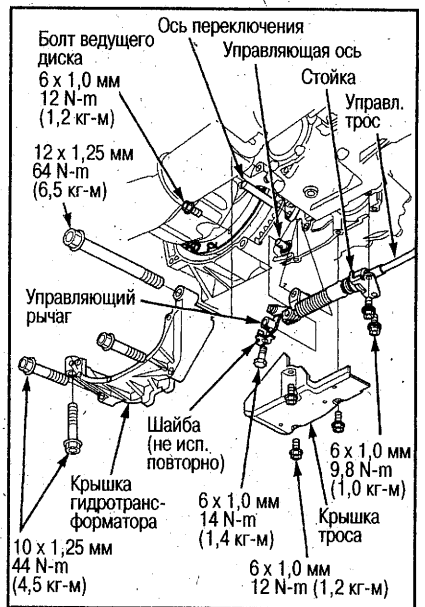 Ось переключения
Болт ведущего
диска
6 х 1,0 мм
12 N-m
(1,2 кг-м)
Управляющая ось
Стойка
Управл.
трос
12 х 1,25 мм
64 N-m
(6,5 кг-м)
Управляющий
рычаг
Шайба
(не исп.
повторно)
Крышка
гидротранс-
форматора
10 х 1,25 мм
44 N-m
(4,5 кг-м)
6 х 1,0 мм
14 N-m
(1,4 кг-м)
6 х 1,0 мм
9,8 N-m
(1,0 кг-м)
Крышка
троса
6 х 1,0 мм
12 N-m (1,2 кг-м)